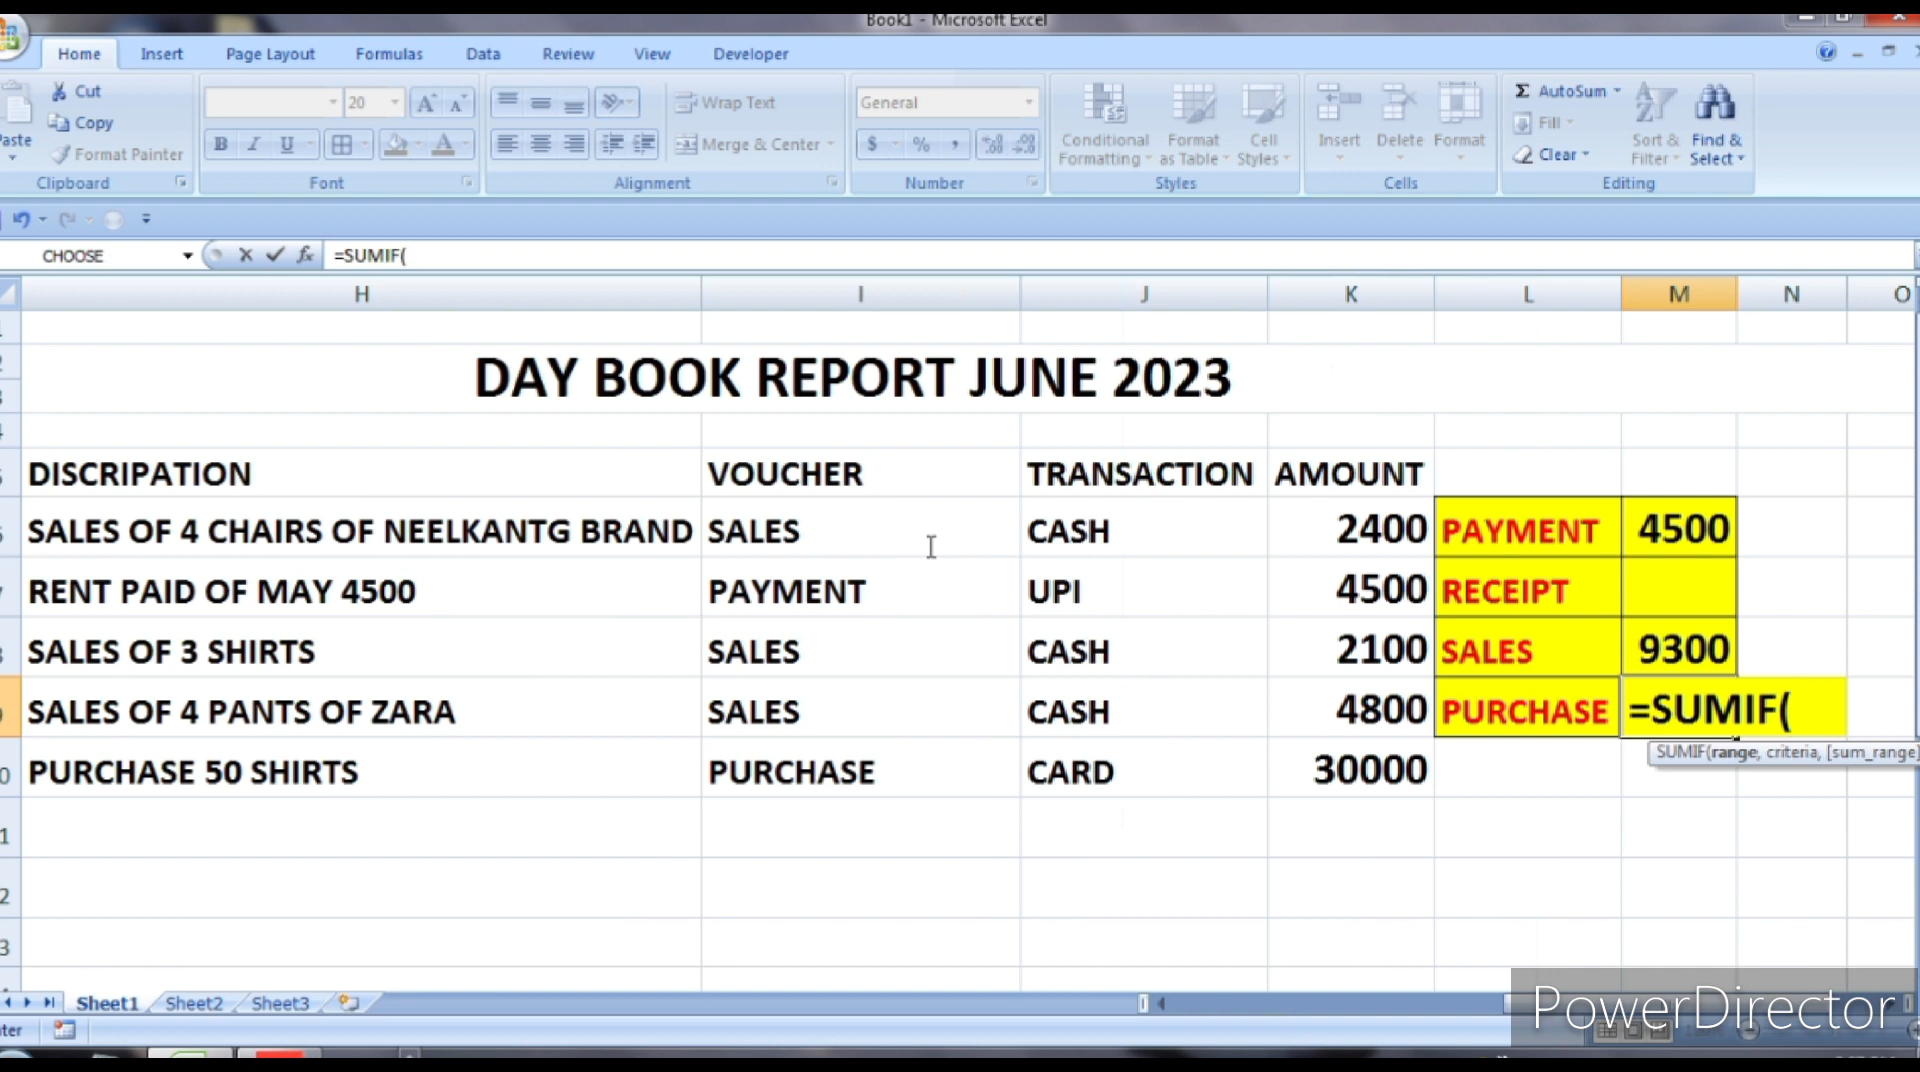 Book1 - Microsoft Excel
Home Insert Page Layout Formulas Data Review View Developer
Cut
Copy
Format Painter
Paste
Clipboard
20
B I U
Font
Wrap Text
Merge & Center
Alignment
General
$ % ,
Number
Conditional Formatting
Format as Table
Cell Styles
Styles
Insert Delete Format
Cells
Σ AutoSum
Fill
Clear
Sort & Filter
Find & Select
Editing
CHOOSE fx =SUMIF(
H I J K L M N O
DAY BOOK REPORT JUNE 2023
DISCRIPATION VOUCHER TRANSACTION AMOUNT
SALES OF 4 CHAIRS OF NEELKANTG BRAND SALES CASH 2400 PAYMENT 4500
RENT PAID OF MAY 4500 PAYMENT UPI 4500 RECEIPT
SALES OF 3 SHIRTS SALES CASH 2100 SALES 9300
SALES OF 4 PANTS OF ZARA SALES CASH 4800 PURCHASE =SUMIF(
SUMIF(range, criteria, [sum_range]
PURCHASE 50 SHIRTS PURCHASE CARD 30000
Sheet1 Sheet2 Sheet3
PowerDirector